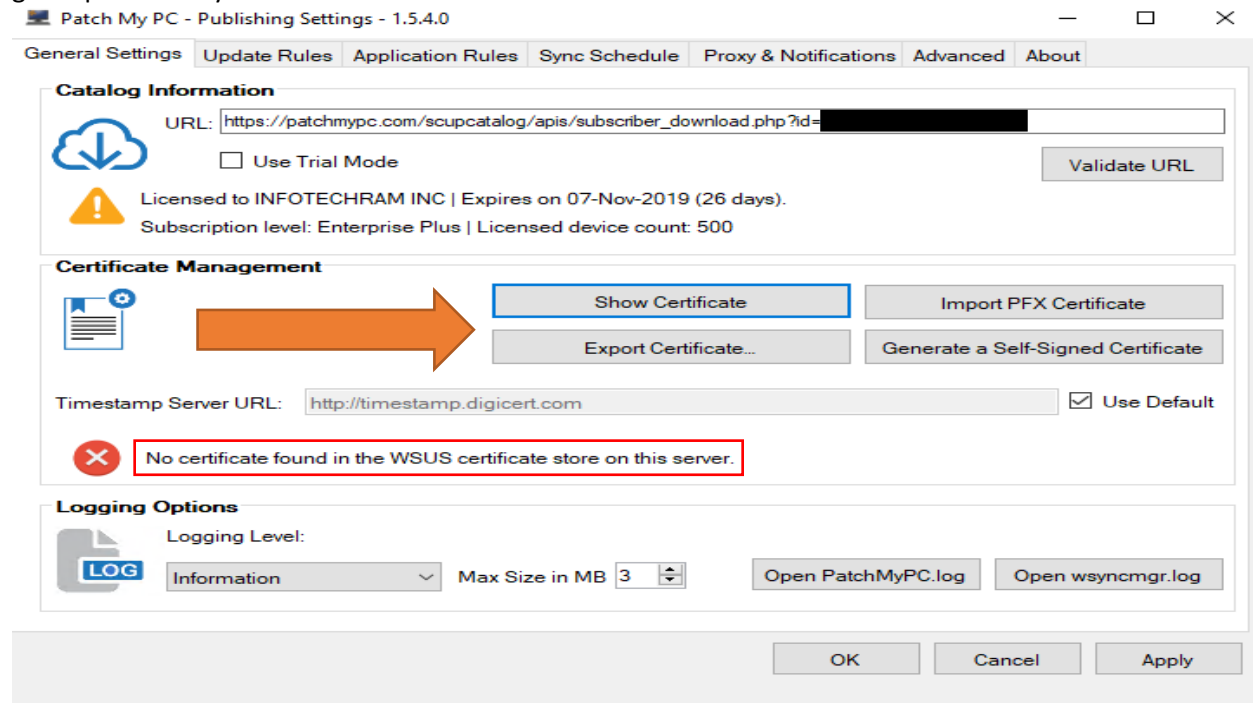 Patch My PC - Publishing Settings - 1.5.4.0
General Settings Update Rules Application Rules Sync Schedule Proxy & Notifications Advanced About
Catalog Information
URL: https://patchmypc.com/scupcatalog/apis/subscriber_download.php?id=
Use Trial Mode
Validate URL
Licensed to INFOTECHRAM INC | Expires on 07-Nov-2019 (26 days).
Subscription level: Enterprise Plus | Licensed device count: 500
Certificate Management
Show Certificate Import PFX Certificate
Export Certificate... Generate a Self-Signed Certificate
Timestamp Server URL: http://timestamp.digicert.com Use Default
No certificate found in the WSUS certificate store on this server.
Logging Options
Logging Level:
LOG Information Max Size in MB 3 Open PatchMyPC.log Open wsyncmgr.log
OK Cancel Apply